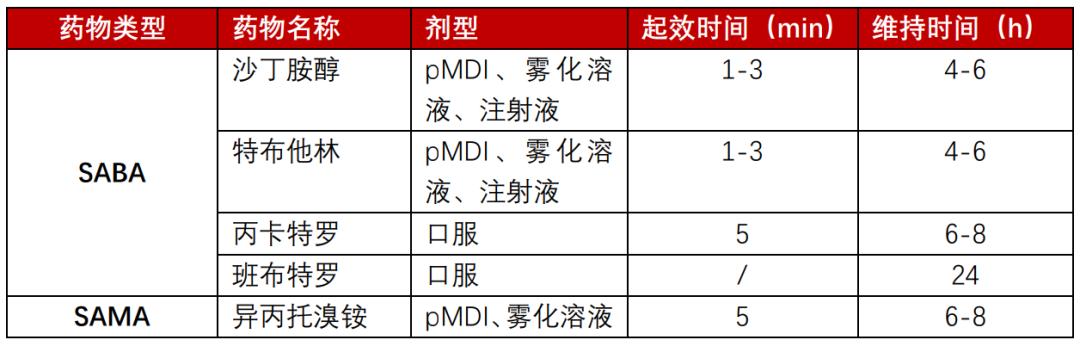 药物类型 药物名称 剂型 起效时间（min） 维持时间（h）
SABA
沙丁胺醇 pMDI、雾化溶 1-3 4-6
液、注射液
特布他林 pMDI、雾化溶 1-3 4-6
液、注射液
丙卡特罗 口服 5 6-8
班布特罗 口服 / 24
SAMA 异丙托溴铵 pMDI、雾化溶液 5 6-8